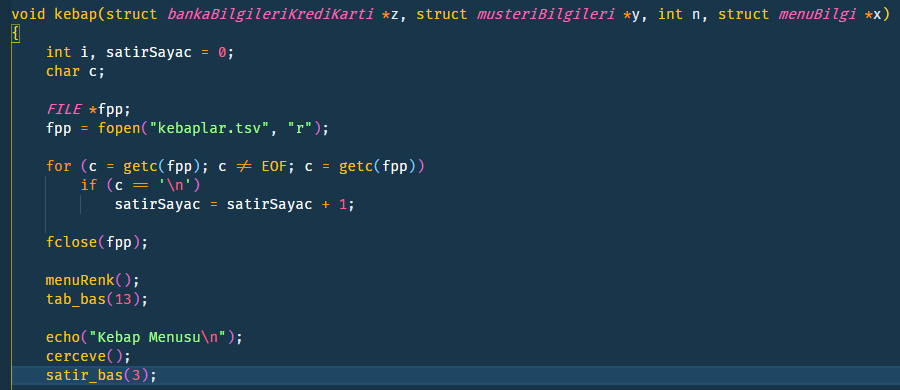 void kebap(struct bankaBilgileriKrediKarti *z, struct musteriBilgileri *y, int n, struct menuBilgi *x)
{
    int i, satirSayac = 0;
    char c;

    FILE *fpp;
    fpp = fopen("kebaplar.tsv", "r");

    for (c = getc(fpp); c != EOF; c = getc(fpp))
        if (c == '\n')
            satirSayac = satirSayac + 1;

    fclose(fpp);

    menuRenk();
    tab_bas(13);

    echo("Kebap Menusu\n");
    cerceve();
    satir_bas(3);